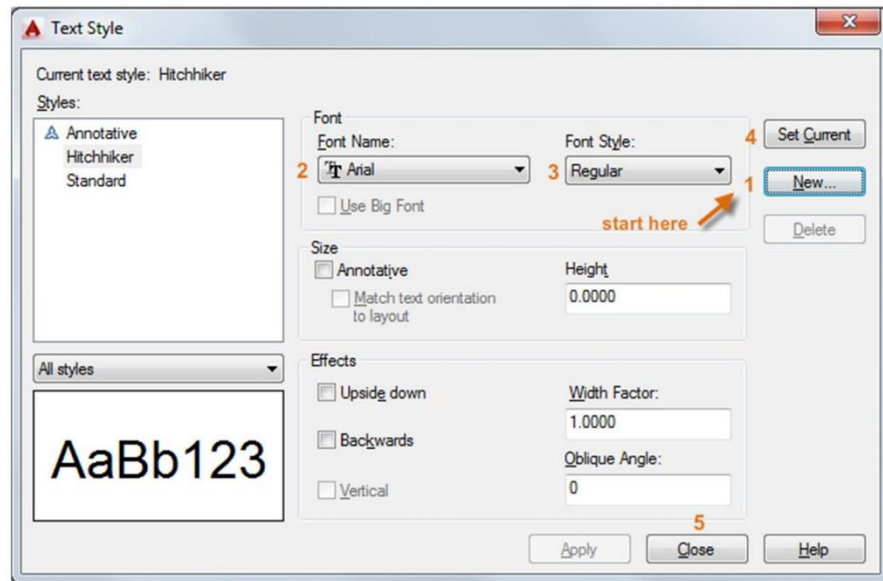 Text Style
Current text style: Hitchhiker
Styles:
Annotative
Hitchhiker
Standard
All styles
AaBb123
Font
Font Name:
2 Arial
Use Big Font
Font Style:
3 Regular
start here
4 Set Current
1 New...
Delete
Size
Annotative
Match text orientation
to layout
Height
0.0000
Effects
Upside down
Backwards
Vertical
Width Factor:
1.0000
Oblique Angle:
0
5
Apply
Close
Help